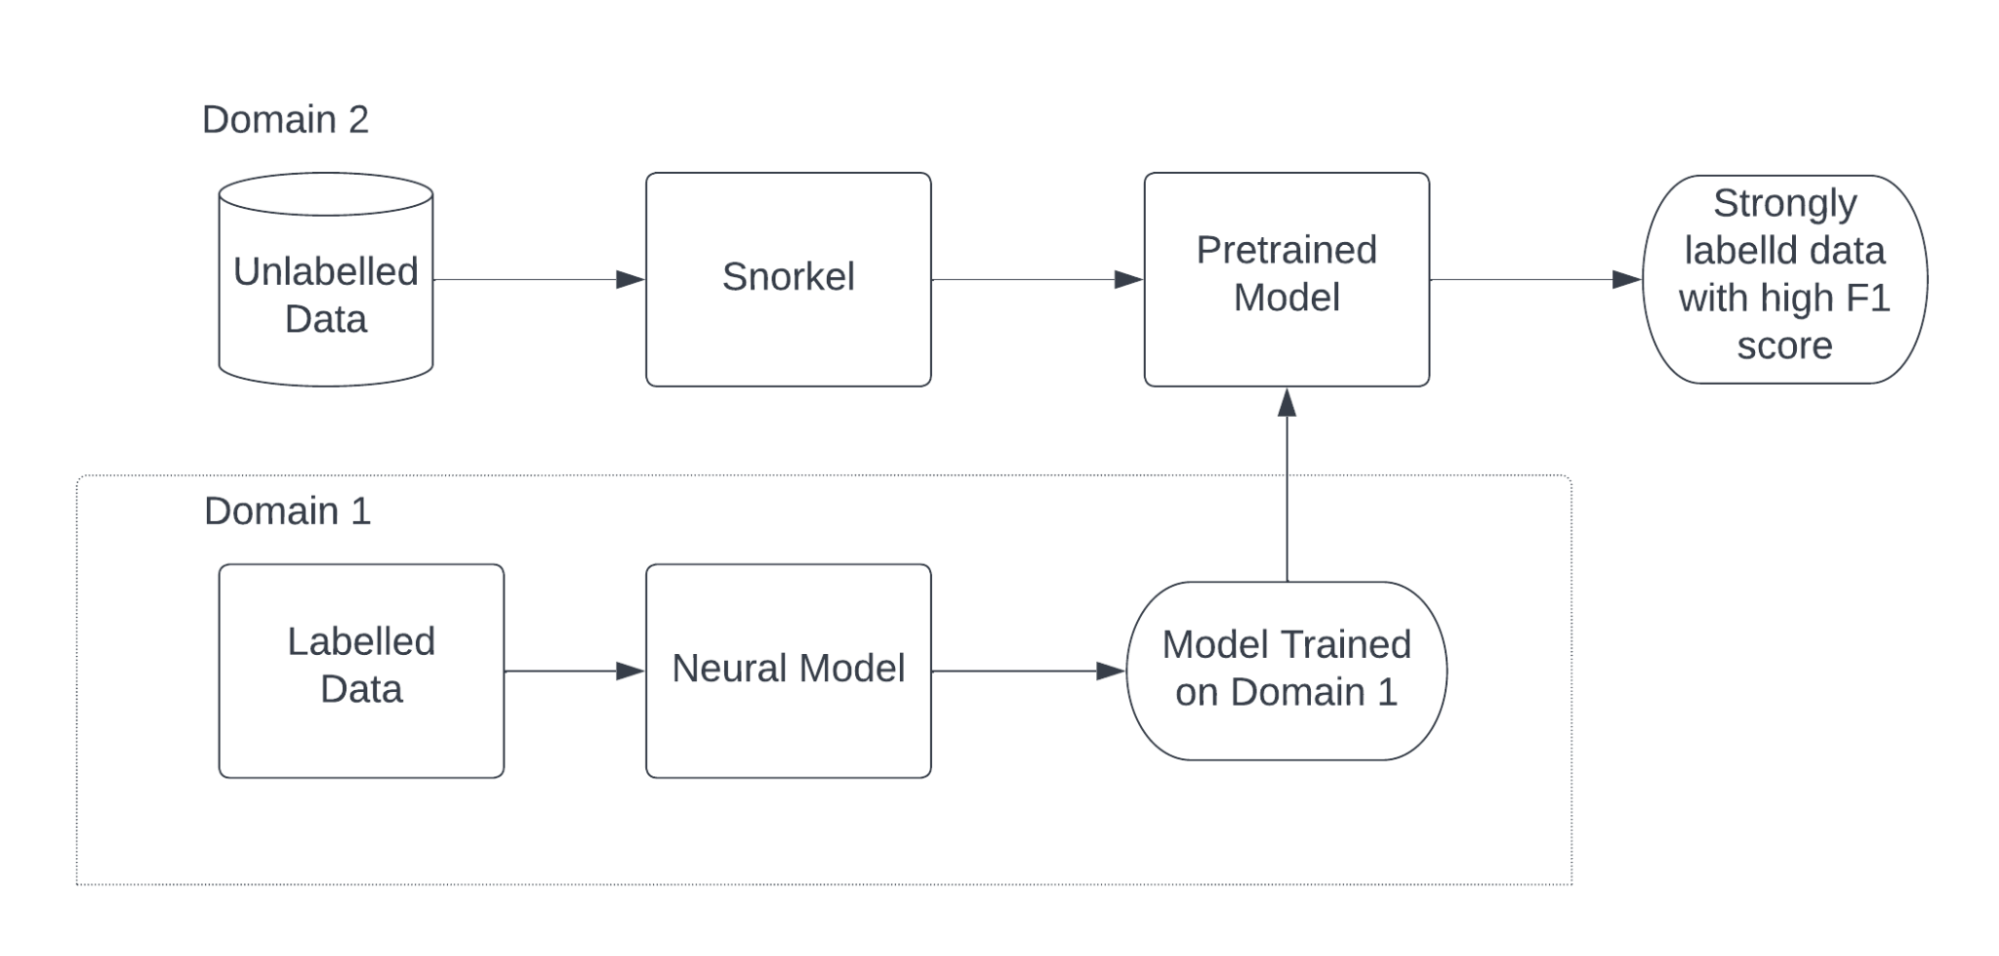 Domain 2
Unlabelled
Data
Snorkel
Pretrained
Model
Strongly
labelld data
with high F1
score
Domain 1
Labelled
Data
Neural Model
Model Trained
on Domain 1